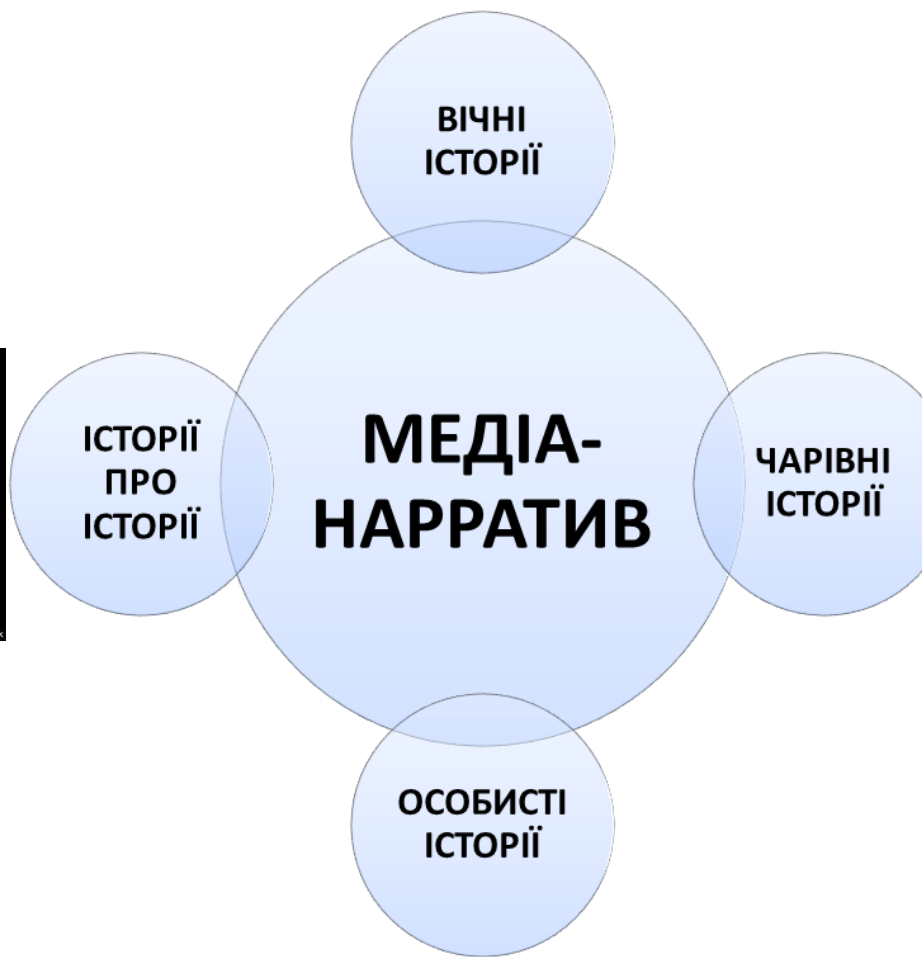 ВІЧНІ
ІСТОРІЇ
ІСТОРІЇ
ПРО
ІСТОРІЇ
МЕДІА-
НАРРАТИВ
ЧАРІВНІ
ІСТОРІЇ
ОСОБИСТІ
ІСТОРІЇ